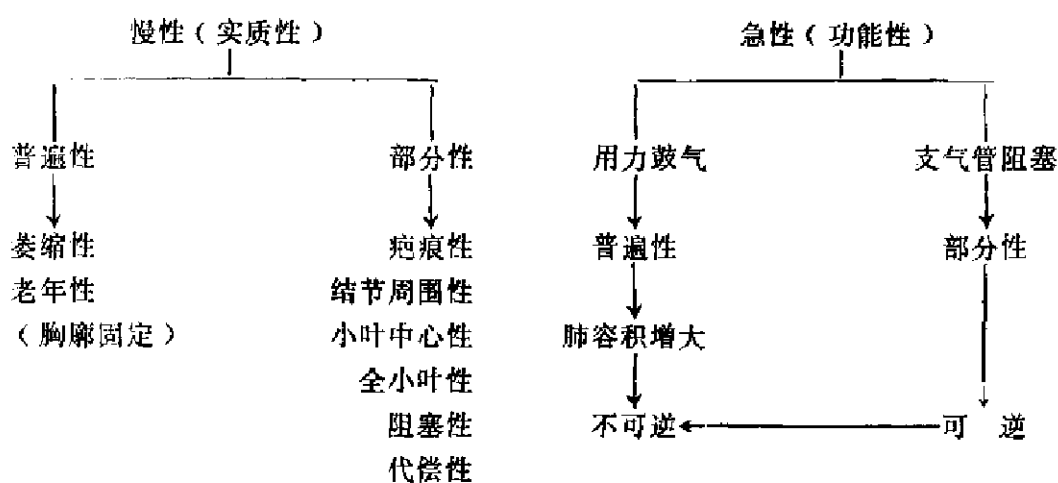 慢性（实质性） 急性（功能性）
普遍性 部分性 用力鼓气 支气管阻塞
萎缩性 疤痕性 普遍性 部分性
老年性 结节周围性
（胸廓固定） 小叶中心性 肺容积增大
全小叶性
阻塞性 不可逆 可 逆
代偿性